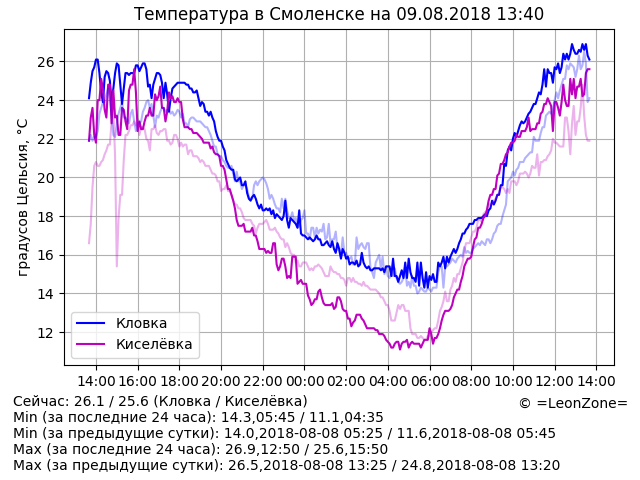 Температура в Смоленске на 09.08.2018 13:40
градусов Цельсия, °C
26
24
22
20
18
16
14
12
Кловка
Киселёвка
14:00 16:00 18:00 20:00 22:00 00:00 02:00 04:00 06:00 08:00 10:00 12:00 14:00
Сейчас: 26.1 / 25.6 (Кловка / Киселёвка)
© =LeonZone=
Min (за последние 24 часа): 14.3,05:45 / 11.1,04:35
Min (за предыдущие сутки): 14.0,2018-08-08 05:25 / 11.6,2018-08-08 05:45
Max (за последние 24 часа): 26.9,12:50 / 25.6,15:50
Max (за предыдущие сутки): 26.5,2018-08-08 13:25 / 24.8,2018-08-08 13:20